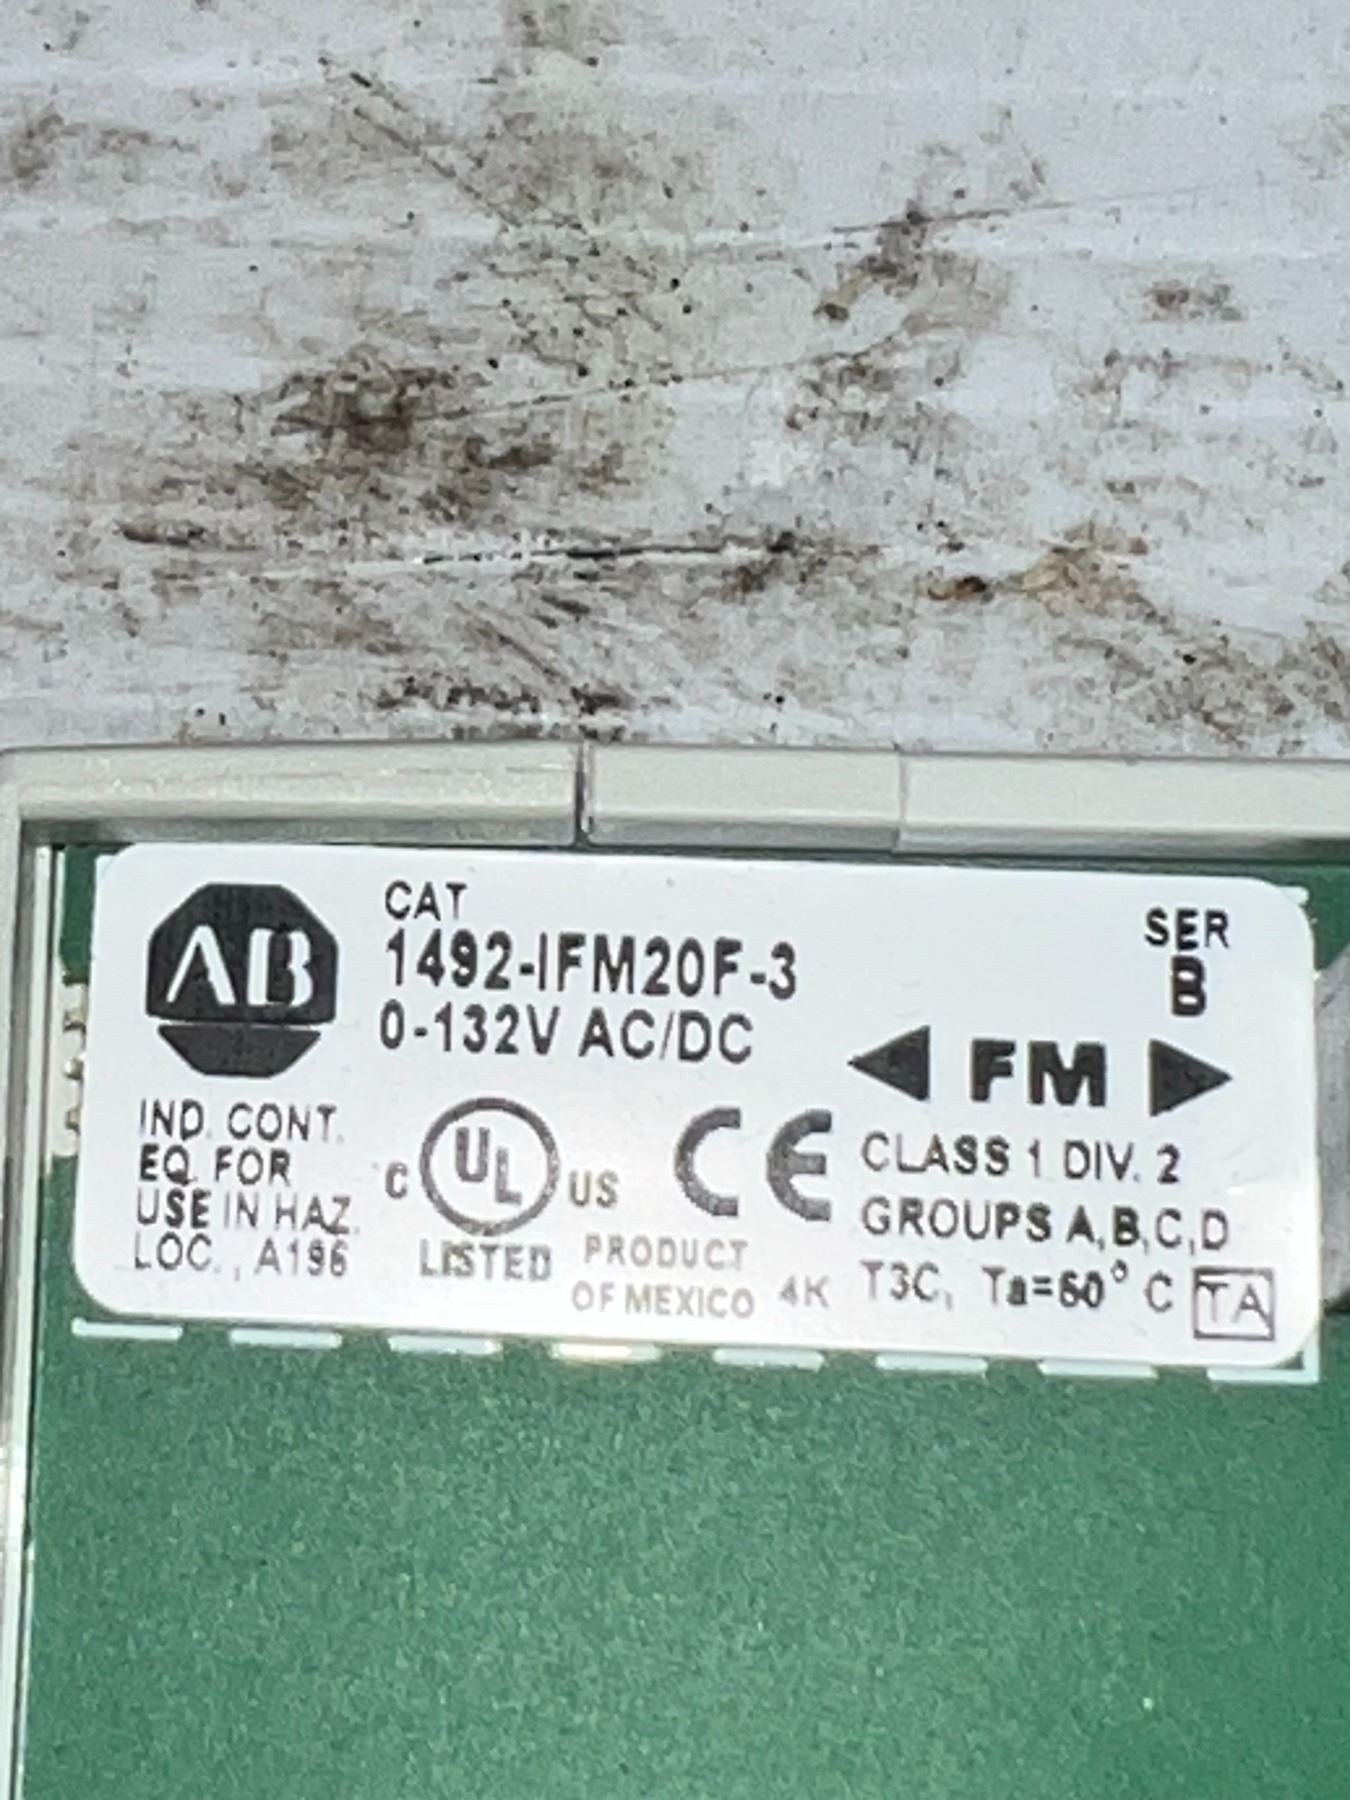 AB
CAT
1492-IFM20F-3
0-132V AC/DC
SER
B
FM
IND. CONT.
EQ. FOR
USE IN HAZ.
LOC., A196
C UL US
LISTED
CE
PRODUCT
OF MEXICO
4K
CLASS 1 DIV. 2
GROUPS A,B,C,D
T3C, Ta=60° C
TA